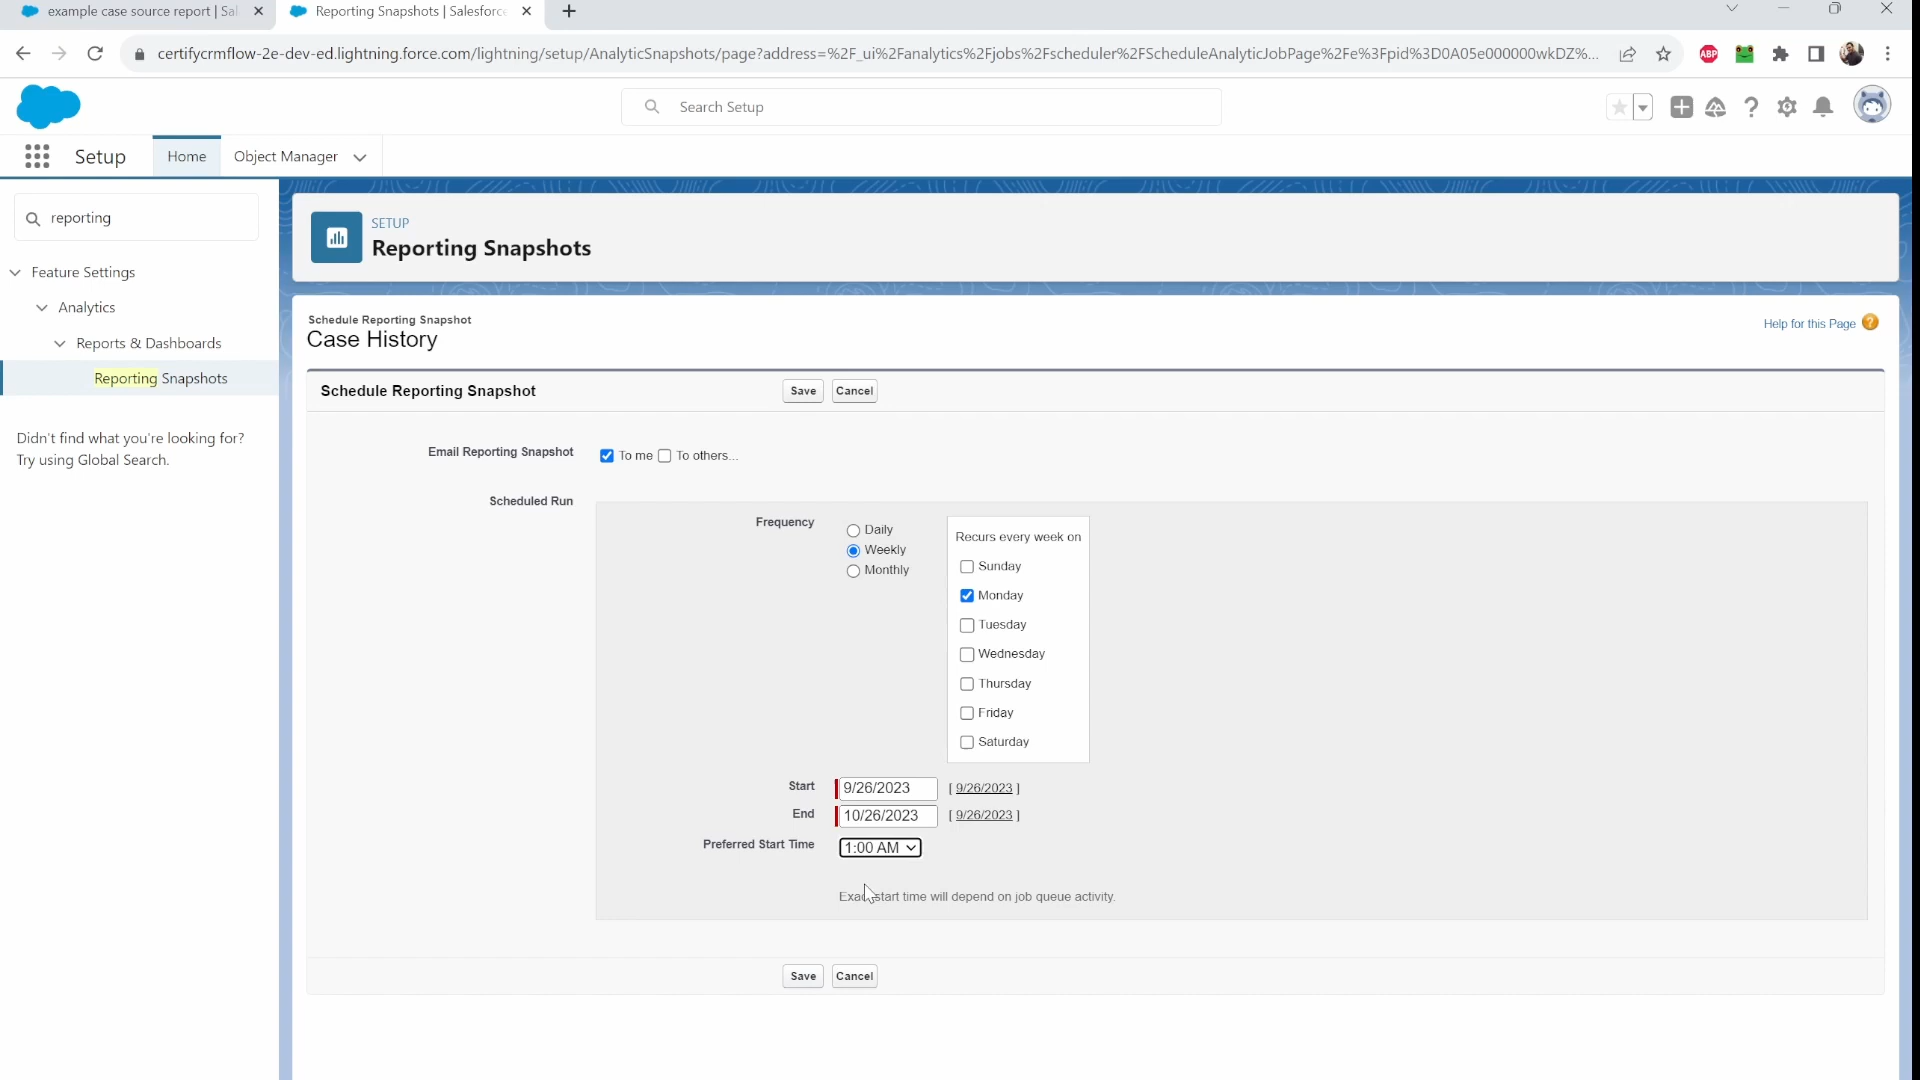 example case source report | Sal
Reporting Snapshots | Salesforce
certifycrmflow-2e-dev-ed.lightning.force.com/lightning/setup/AnalyticSnapshots/page?address=%2F_ui%2Fanalytics%2Fjobs%2Fscheduler%2FScheduleAnalyticJobPage%2Fe%3Fpid%3D0A05e000000wkDZ%...
ABP
Search Setup
Setup
Home
Object Manager
reporting
Feature Settings
Analytics
Reports & Dashboards
Reporting Snapshots
Didn't find what you're looking for?
Try using Global Search.
SETUP
Reporting Snapshots
Schedule Reporting Snapshot
Case History
Help for this Page
Schedule Reporting Snapshot
Save Cancel
Email Reporting Snapshot
To me To others...
Scheduled Run
Frequency
Daily
Weekly
Monthly
Recurs every week on
Sunday
Monday
Tuesday
Wednesday
Thursday
Friday
Saturday
Start 9/26/2023 [ 9/26/2023 ]
End 10/26/2023 [ 9/26/2023 ]
Preferred Start Time 1:00 AM
Exact start time will depend on job queue activity.
Save Cancel